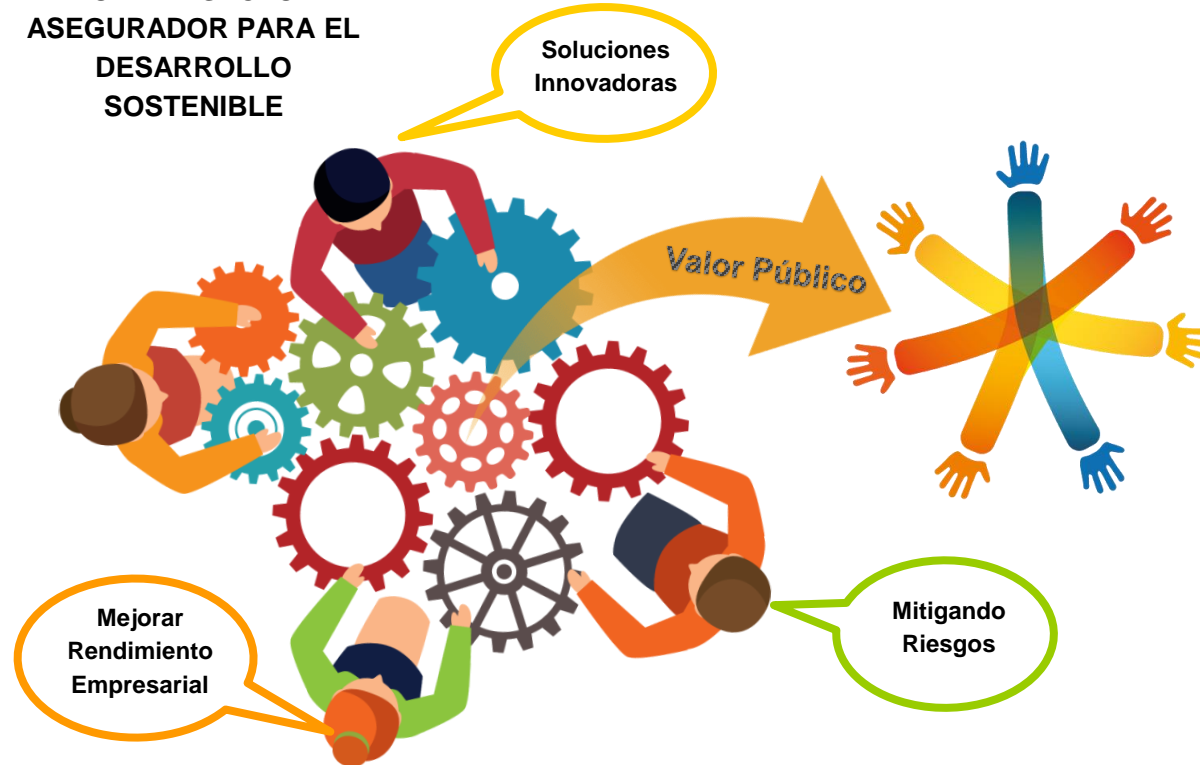 ASEGURADOR PARA EL
DESARROLLO
SOSTENIBLE
Soluciones
Innovadoras
Valor Público
Mejorar
Rendimiento
Empresarial
Mitigando
Riesgos